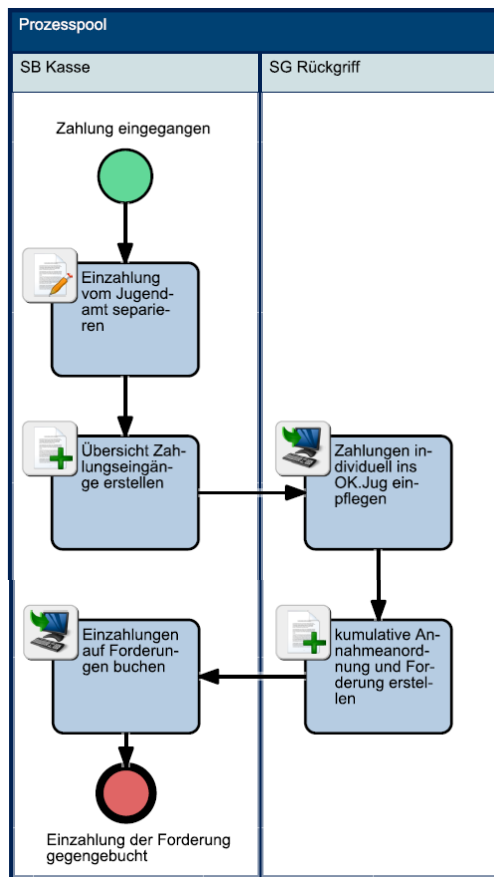 Prozesspool
SB Kasse
SG Rückgriff
Zahlung eingegangen
Einzahlung
vom Jugend-
amt separie-
ren
Übersicht Zah-
lungseingän-
ge erstellen
Zahlungen in-
dividuell ins
OK.Jug ein-
pflegen
Einzahlungen
auf Forderun-
gen buchen
kumulative An-
nahmeanord-
nung und For-
derung erstel-
len
Einzahlung der Forderung
gegengebucht